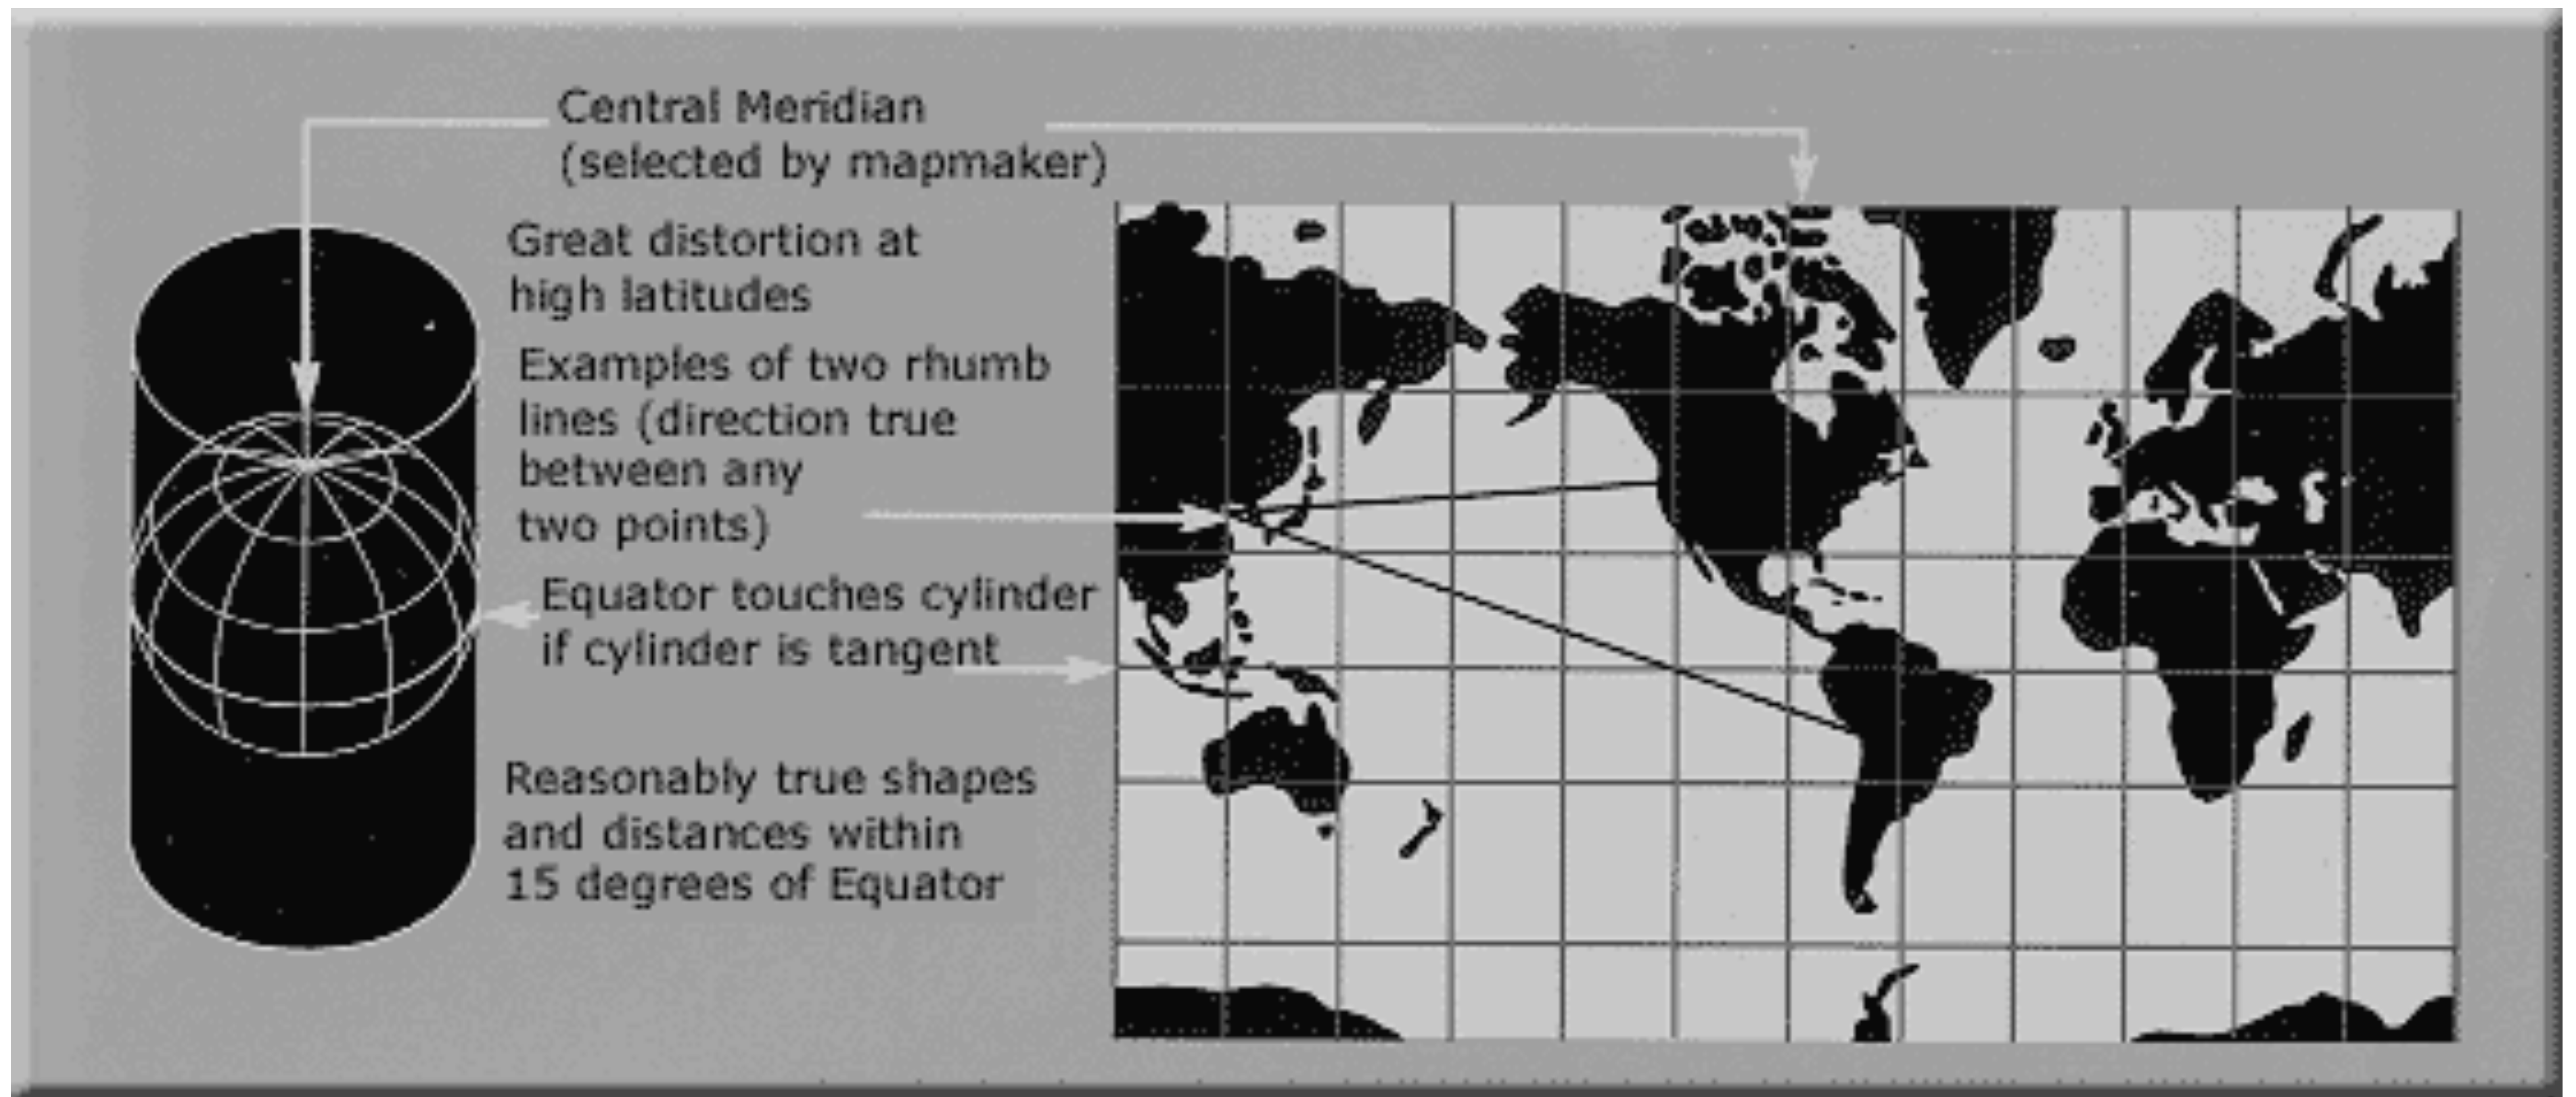 Central Meridian
(selected by mapmaker)
Great distortion at
high latitudes
Examples of two rhumb
lines (direction true
between any
two points)
Equator touches cylinder
if cylinder is tangent
Reasonably true shapes
and distances within
15 degrees of Equator